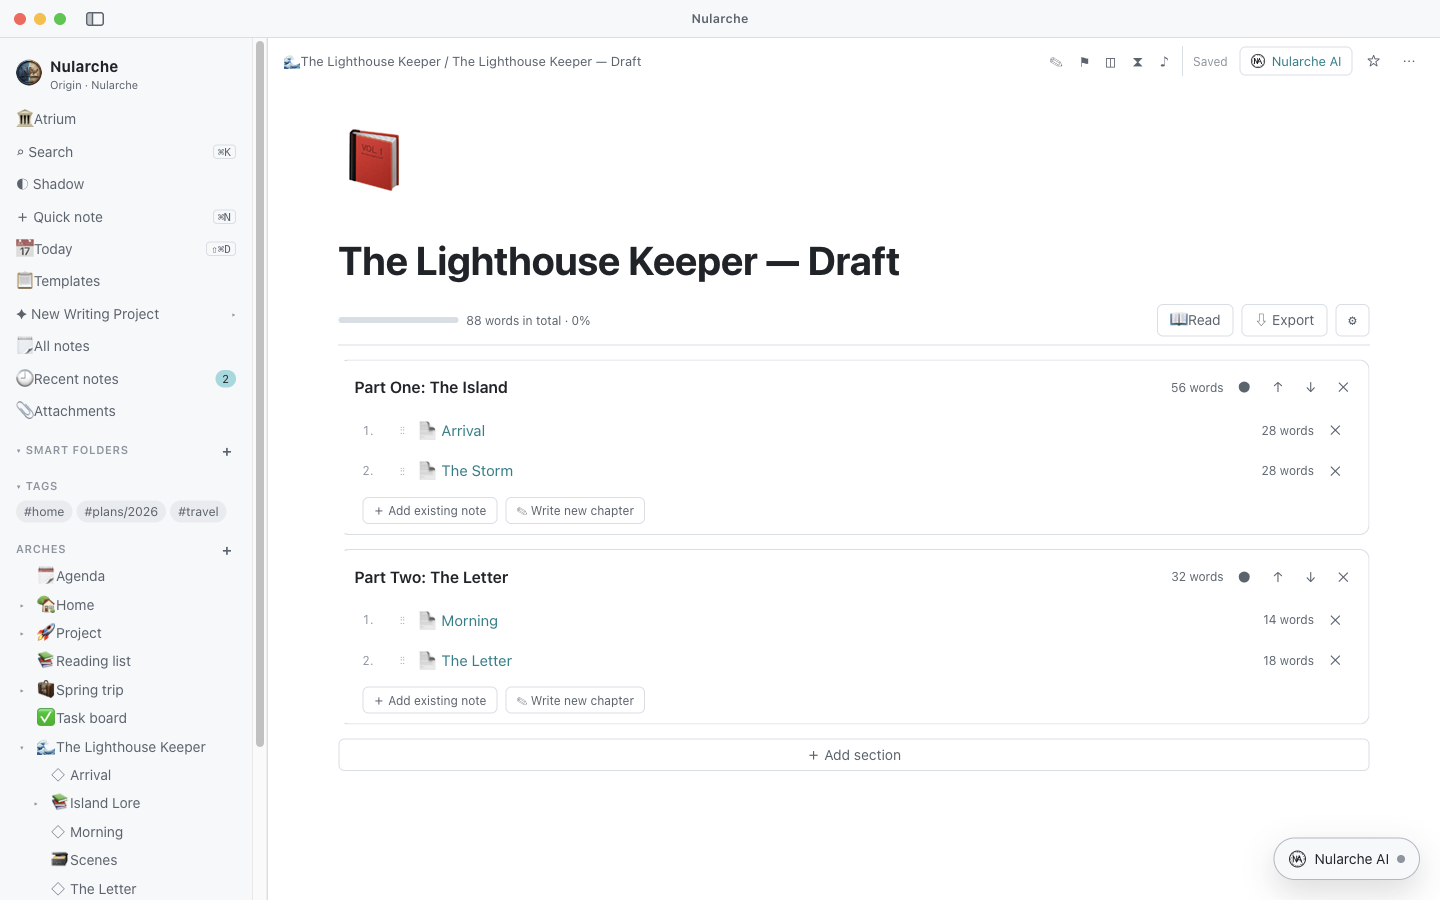 Nularche
Nularche
Origin · Nularche
Atrium
Search ⌘K
Shadow
+ Quick note ⌘N
Today ⇧⌘D
Templates
New Writing Project
All notes
Recent notes 2
Attachments
SMART FOLDERS +
TAGS
#home #plans/2026 #travel
ARCHES +
Agenda
Home
Project
Reading list
Spring trip
Task board
The Lighthouse Keeper
Arrival
Island Lore
Morning
Scenes
The Letter
The Lighthouse Keeper / The Lighthouse Keeper — Draft
Saved
Nularche AI
VOL. 1
The Lighthouse Keeper — Draft
88 words in total · 0%
Read
Export
Part One: The Island 56 words
1. Arrival 28 words
2. The Storm 28 words
+ Add existing note
Write new chapter
Part Two: The Letter 32 words
1. Morning 14 words
2. The Letter 18 words
+ Add existing note
Write new chapter
+ Add section
Nularche AI